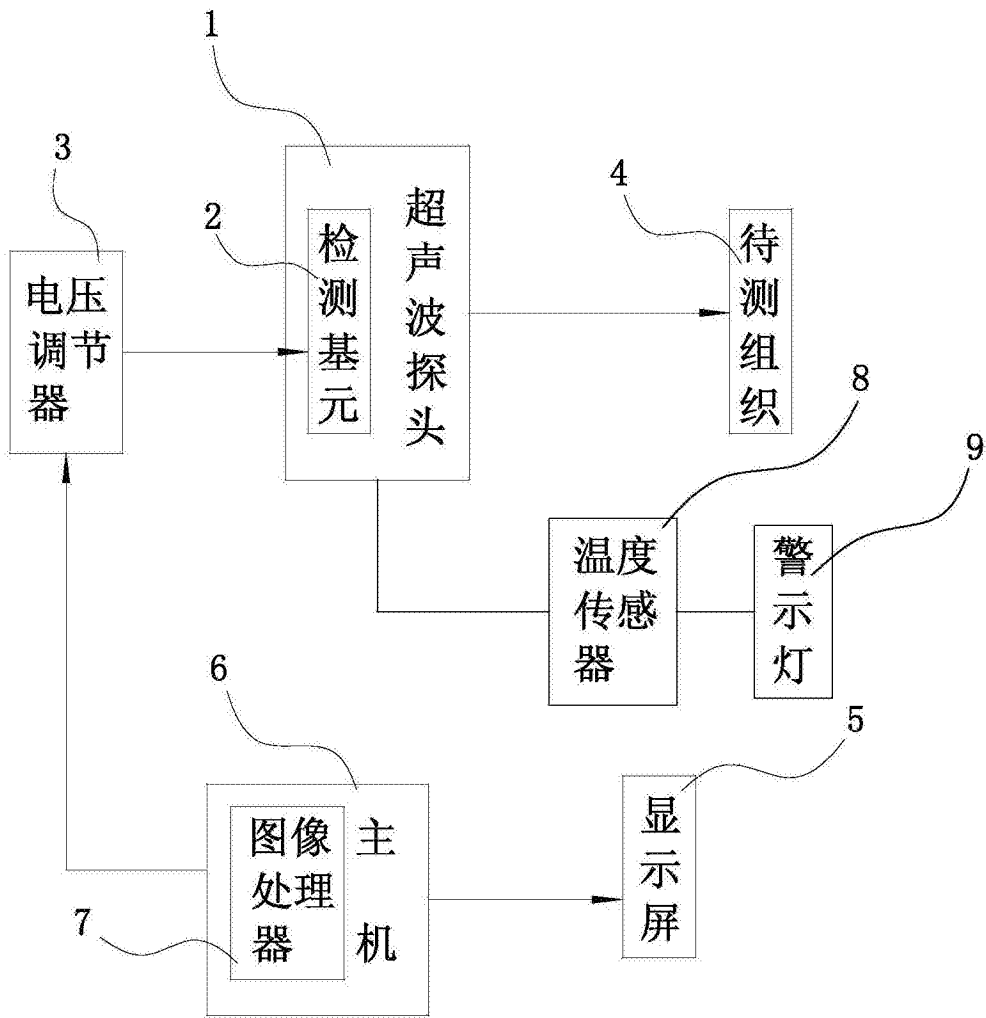 1
超声波探头
2
检测基元
3
电压
调节
器
4
待测组织
8
温度
传感
器
9
警示灯
6
主机
图像
处理
器
7
5
显示屏